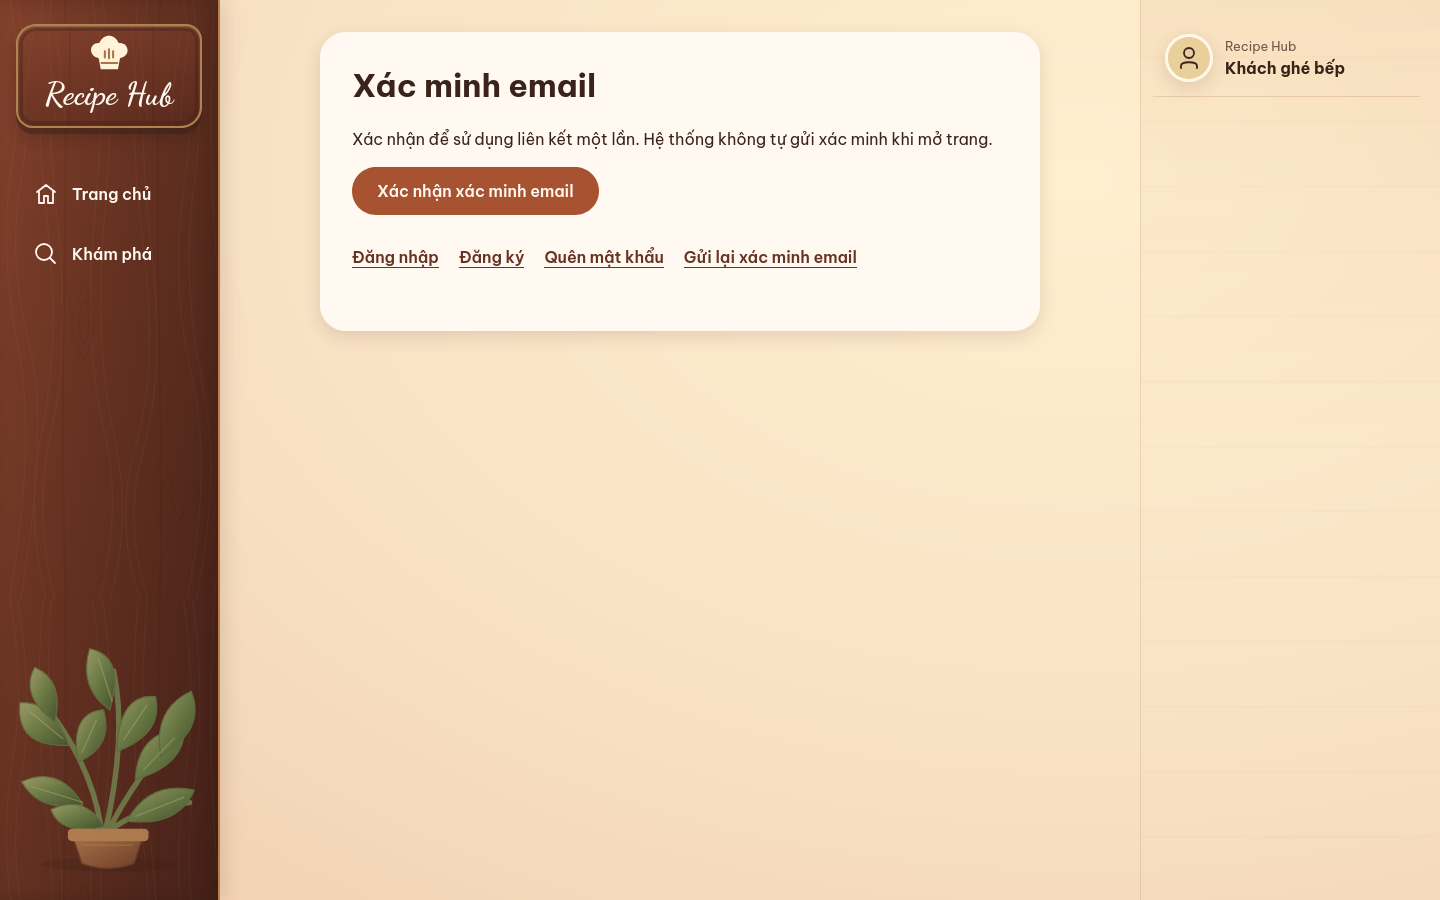 Recipe Hub
Trang chủ
Khám phá
Xác minh email
Xác nhận để sử dụng liên kết một lần. Hệ thống không tự gửi xác minh khi mở trang.
Xác nhận xác minh email
Đăng nhập Đăng ký Quên mật khẩu Gửi lại xác minh email
Recipe Hub
Khách ghé bếp